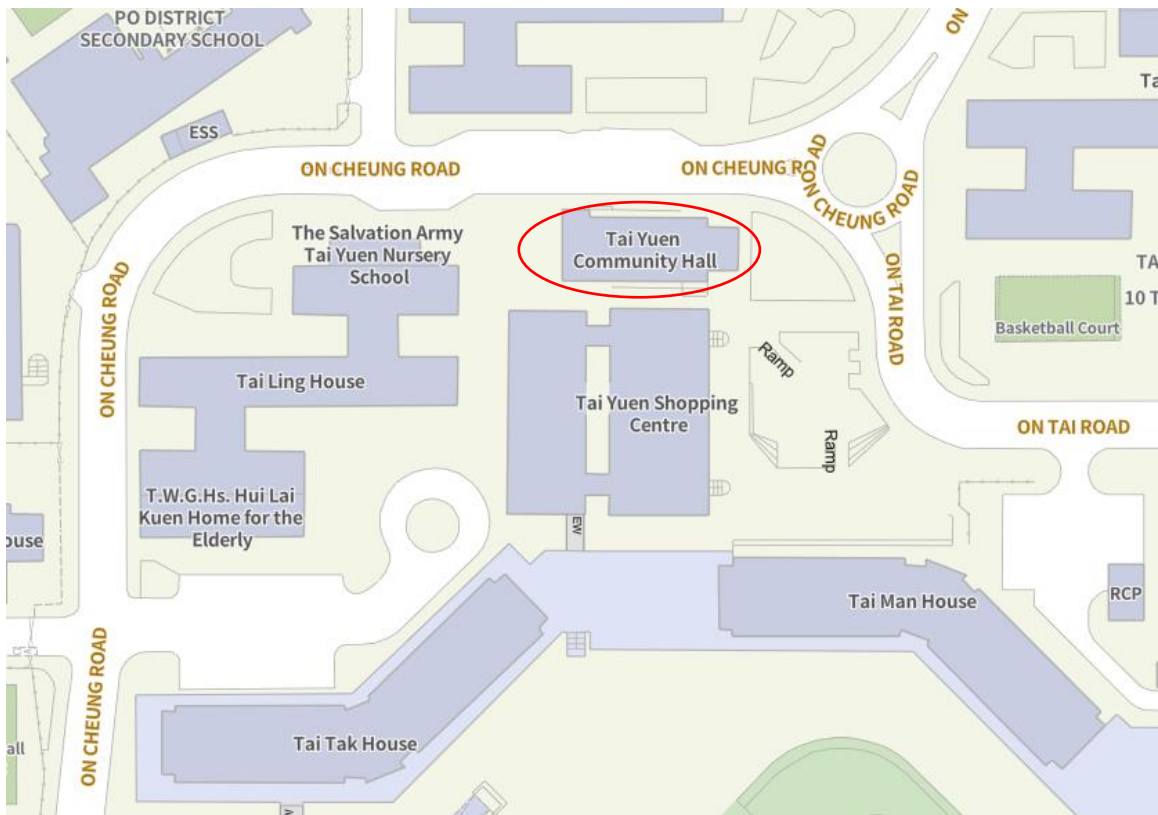 PO DISTRICT
SECONDARY SCHOOL
ON
Ta
ESS
ON CHEUNG ROAD
ON CHEUNG ROAD
ON CHEUNG ROAD
The Salvation Army
Tai Yuen Nursery
School
Tai Yuen
Community Hall
TA
10 T
ON CHEUNG ROAD
ON TAI ROAD
Basketball Court
Ramp
Tai Ling House
Tai Yuen Shopping
Centre
ON TAI ROAD
Ramp
T.W.G.Hs. Hui Lai
Kuen Home for the
Elderly
EW
ouse
Tai Man House
RCP
ON CHEUNG ROAD
Tai Tak House
all